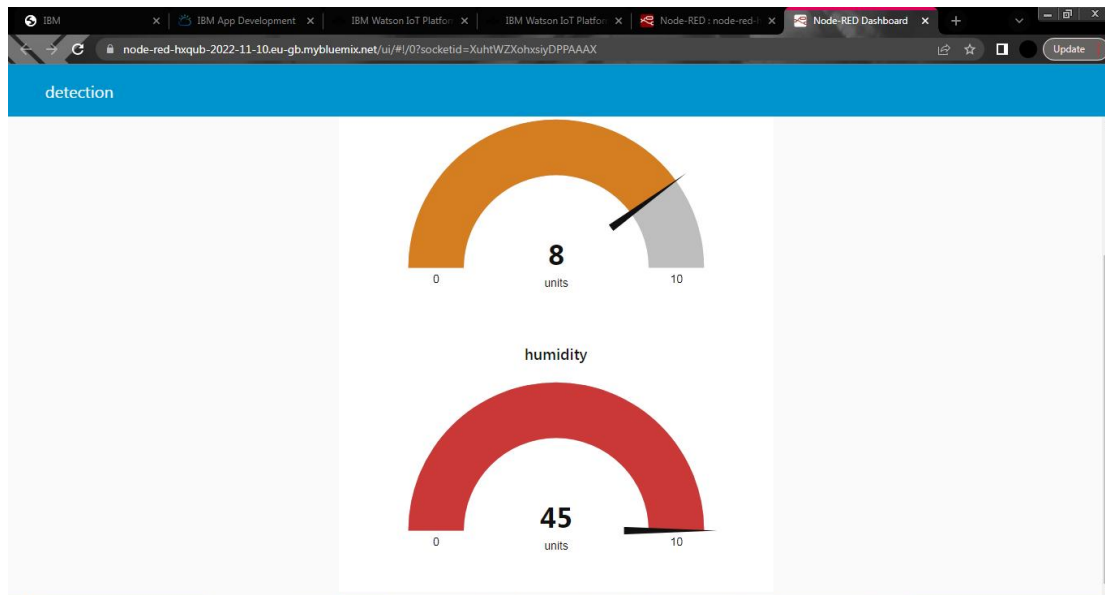 IBM
IBM App Development
IBM Watson IoT Platfor
IBM Watson IoT Platfor
Node-RED : node-red-h
Node-RED Dashboard
node-red-hxqub-2022-11-10.eu-gb.mybluemix.net/ui/#!/0?socketid=XuhtWZXohxsiyDPPAAAX
Update
detection
8
units
0
10
humidity
45
units
0
10